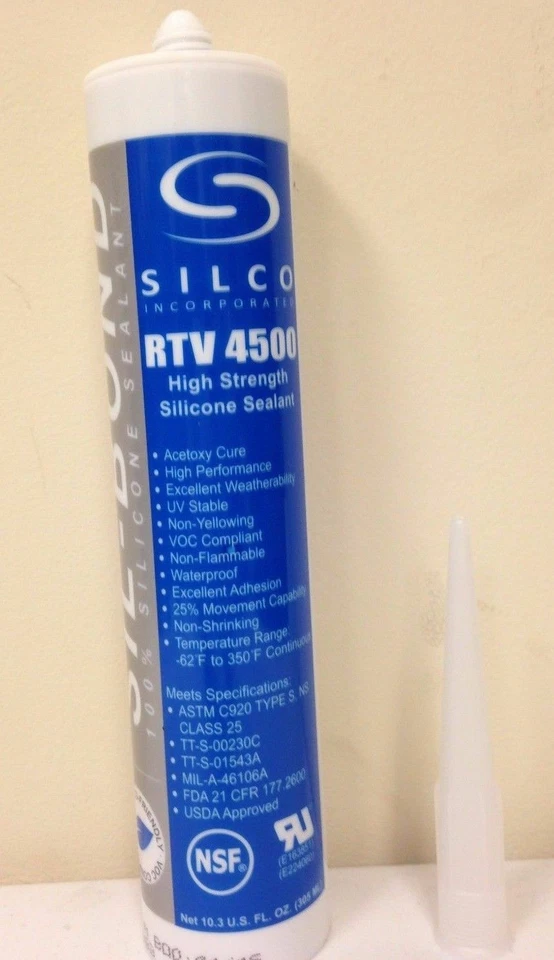 SILCO
INCORPORATED
RTV 4500
High Strength
Silicone Sealant
• Acetoxy Cure
• High Performance
• Excellent Weatherability
• UV Stable
• Non-Yellowing
• VOC Compliant
• Non-Flammable
• Waterproof
• Excellent Adhesion
• 25% Movement Capability
• Non-Shrinking
• Temperature Range:
-62°F to 350°F Continuous
Meets Specifications:
• ASTM C920 TYPE S, NS
CLASS 25
• TT-S-00230C
• TT-S-01543A
• MIL-A-46106A
• FDA 21 CFR 177.2600
• USDA Approved
NSF®
Net 10.3 U.S. FL. OZ. (305 ML)
SIL-BOND
100% SILICONE SEALANT